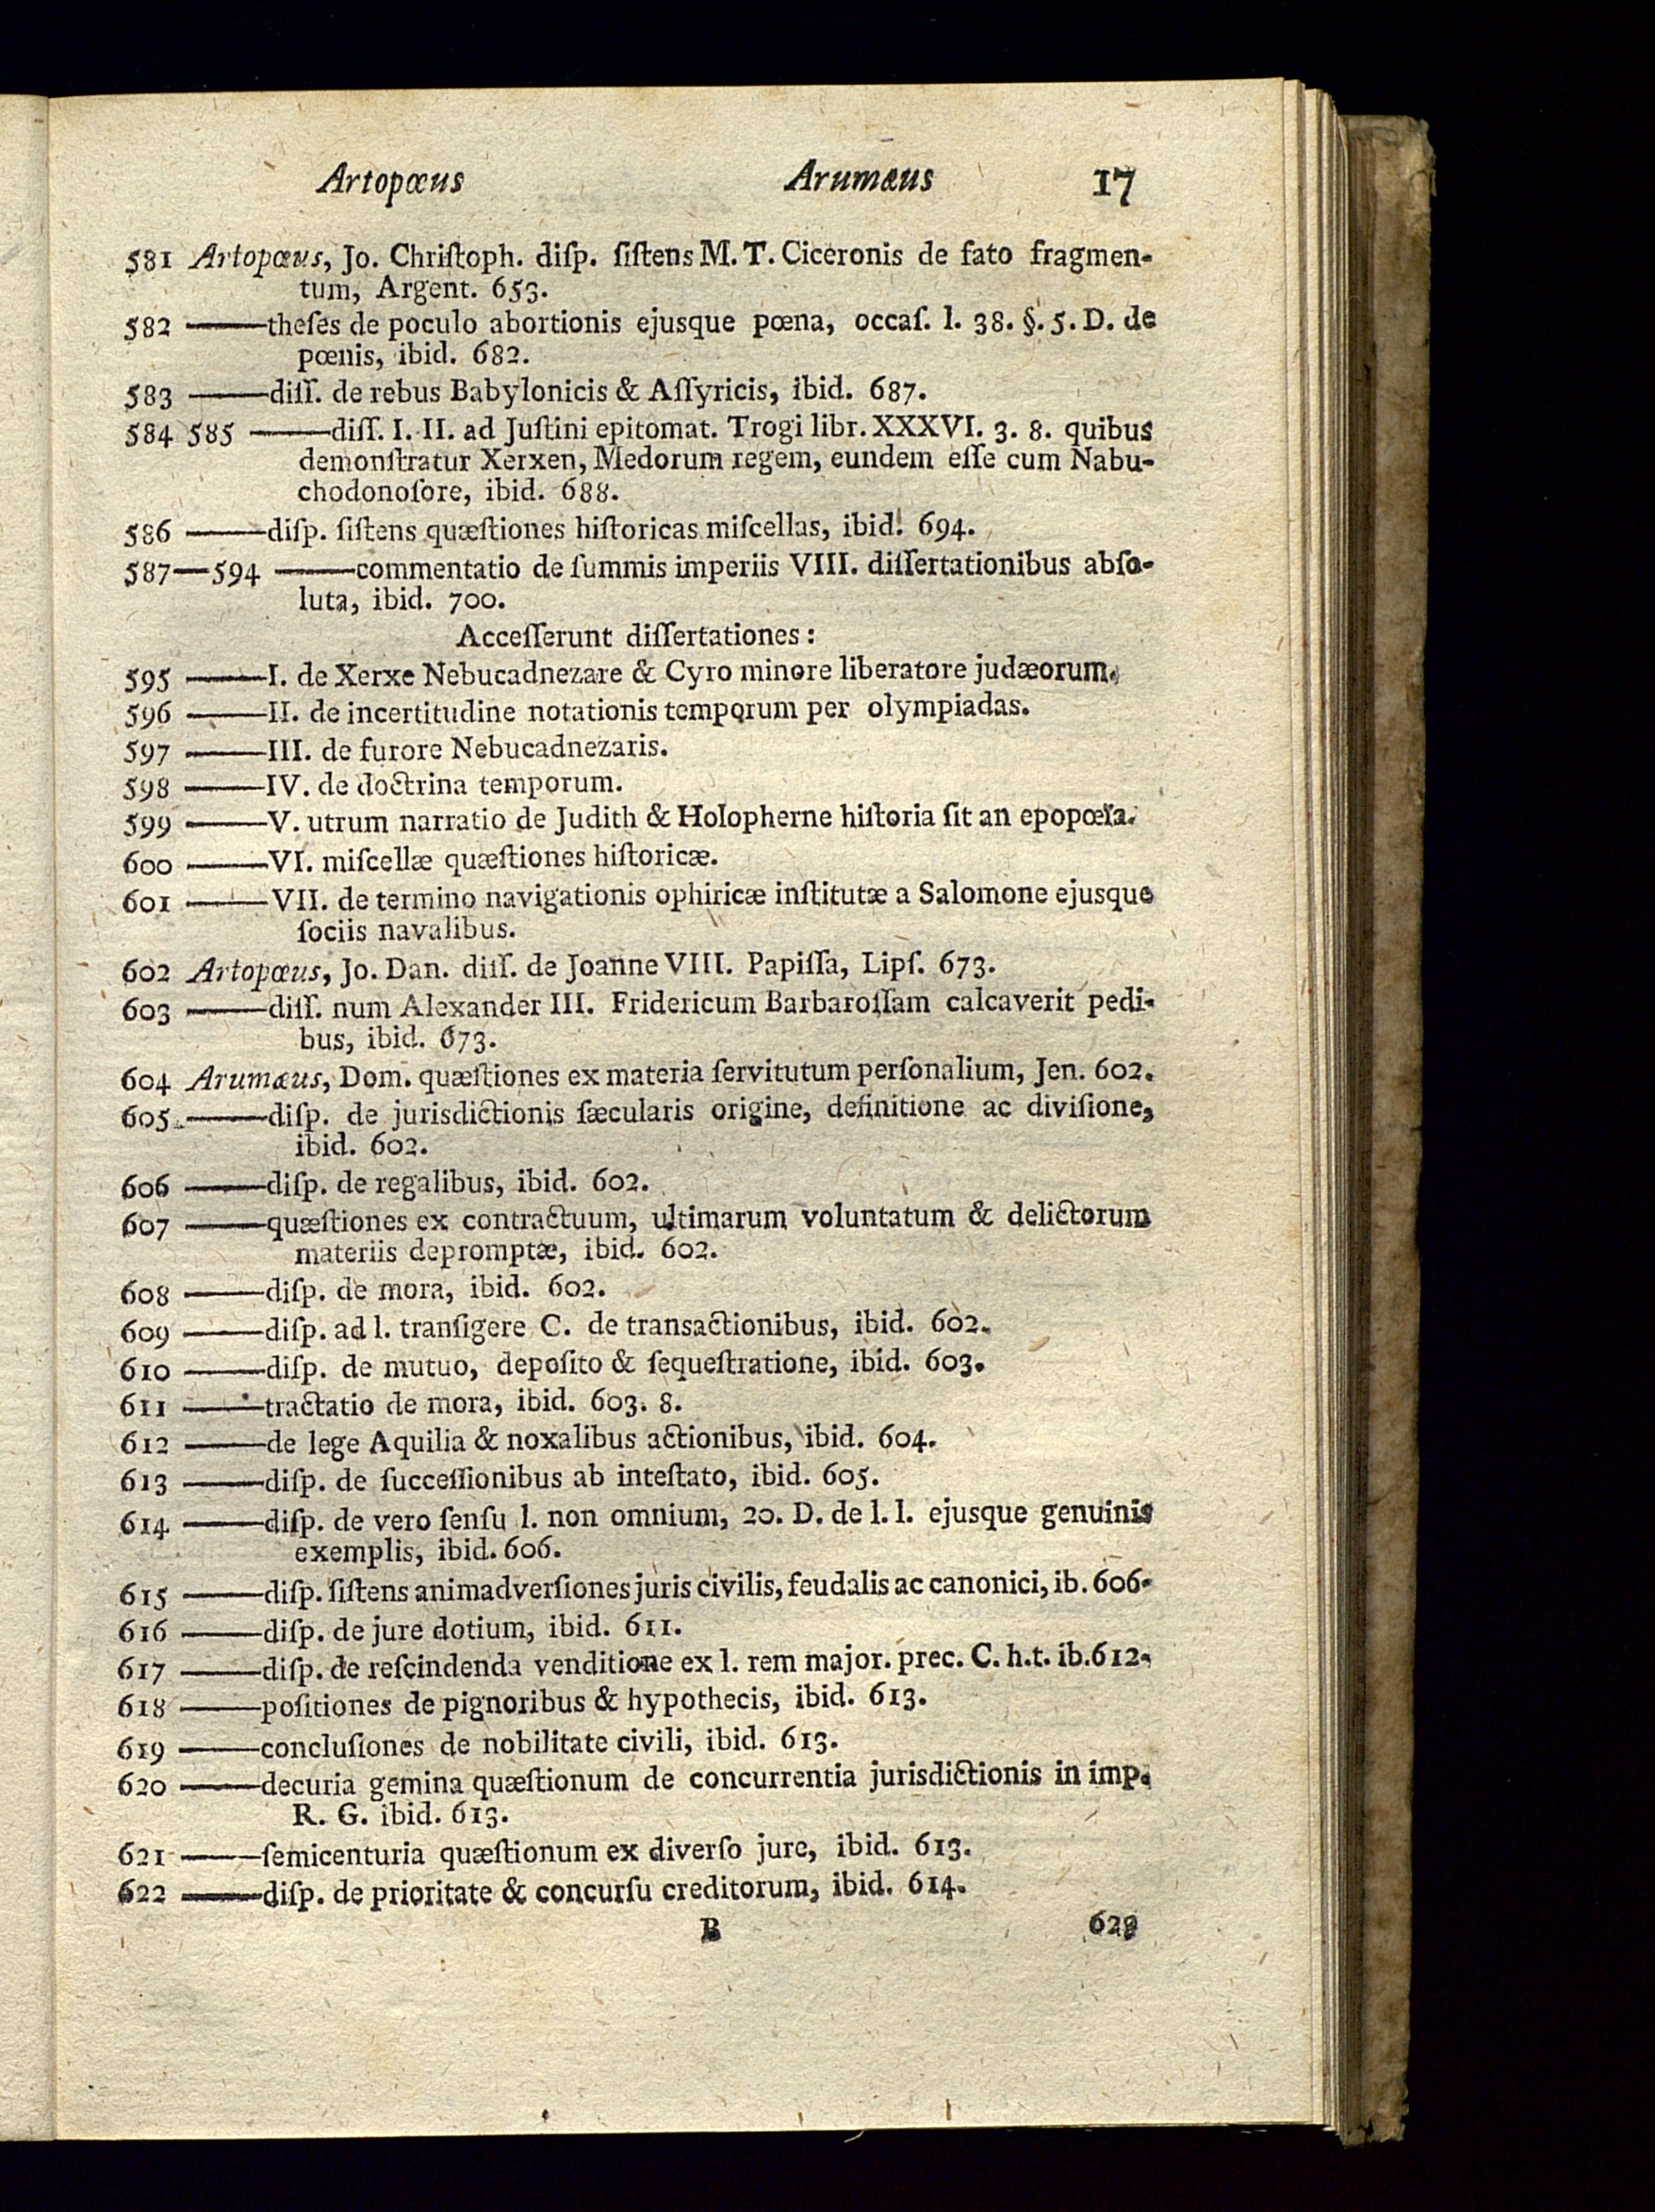 Artopœus Arumæus 17
581 Artopœus, Jo. Chriſtoph. diſp. ſiſtens M. T. Ciceronis de fato fragmen-
tum, Argent. 653.
582 ——theſes de poculo abortionis ejusque pœna, occaſ. l. 38. §. 5. D. de
pœnis, ibid. 682.
583 ——diſſ. de rebus Babylonicis & Aſſyricis, ibid. 687.
584 585 ——diſſ. I. II. ad Juſtini epitomat. Trogi libr. XXXVI. 3. 8. quibus
demonſtratur Xerxen, Medorum regem, eundem eſſe cum Nabu-
chodonoſore, ibid. 688.
586 ——diſp. ſiſtens quæſtiones hiſtoricas miſcellas, ibid. 694.
587—594 ——commentatio de ſummis imperiis VIII. diſſertationibus abſo-
luta, ibid. 700.
Acceſſerunt diſſertationes:
595 ——I. de Xerxe Nebucadnezare & Cyro minore liberatore judæorum.
596 ——II. de incertitudine notationis temporum per olympiadas.
597 ——III. de furore Nebucadnezaris.
598 ——IV. de doctrina temporum.
599 ——V. utrum narratio de Judith & Holopherne hiſtoria ſit an epopœïa.
600 ——VI. miſcellæ quæſtiones hiſtoricæ.
601 ——VII. de termino navigationis ophiricæ inſtitutæ a Salomone ejusque
ſociis navalibus.
602 Artopœus, Jo. Dan. diſſ. de Joanne VIII. Papiſſa, Lipſ. 673.
603 ——diſſ. num Alexander III. Fridericum Barbaroſſam calcaverit pedi-
bus, ibid. 673.
604 Arumæus, Dom. quæſtiones ex materia ſervitutum perſonalium, Jen. 602.
605 ——diſp. de jurisdictionis ſæcularis origine, definitione ac diviſione,
ibid. 602.
606 ——diſp. de regalibus, ibid. 602.
607 ——quæſtiones ex contractuum, ultimarum voluntatum & delictorum
materiis depromptæ, ibid. 602.
608 ——diſp. de mora, ibid. 602.
609 ——diſp. ad l. tranſigere C. de transactionibus, ibid. 602.
610 ——diſp. de mutuo, depoſito & ſequeſtratione, ibid. 603.
611 ——tractatio de mora, ibid. 603. 8.
612 ——de lege Aquilia & noxalibus actionibus, ibid. 604.
613 ——diſp. de ſucceſſionibus ab inteſtato, ibid. 605.
614 ——diſp. de vero ſenſu l. non omnium, 20. D. de l. l. ejusque genuinis
exemplis, ibid. 606.
615 ——diſp. ſiſtens animadverſiones juris civilis, feudalis ac canonici, ib. 606.
616 ——diſp. de jure dotium, ibid. 611.
617 ——diſp. de reſcindenda venditione ex l. rem major. prec. C. h.t. ib. 612.
618 ——poſitiones de pignoribus & hypothecis, ibid. 613.
619 ——concluſiones de nobilitate civili, ibid. 613.
620 ——decuria gemina quæſtionum de concurrentia jurisdictionis in imp.
R. G. ibid. 613.
621 ——ſemicenturia quæſtionum ex diverſo jure, ibid. 613.
622 ——diſp. de prioritate & concurſu creditorum, ibid. 614.
B 623